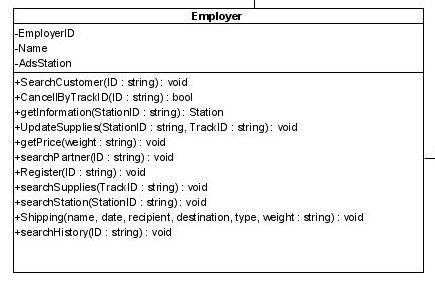 Employer
-EmployerID
-Name
-AdsStation
+SearchCustomer(ID : string) : void
+CancellByTrackID(ID : string) : bool
+getInformation(StationID : string) : Station
+UpdateSupplies(StationID : string, TrackID : string) : void
+getPrice(weight : string) : void
+searchPartner(ID : string) : void
+Register(ID : string) : void
+searchSupplies(TrackID : string) : void
+searchStation(StationID : string) : void
+Shipping(name, date, recipient, destination, type, weight : string) : void
+searchHistory(ID : string) : void